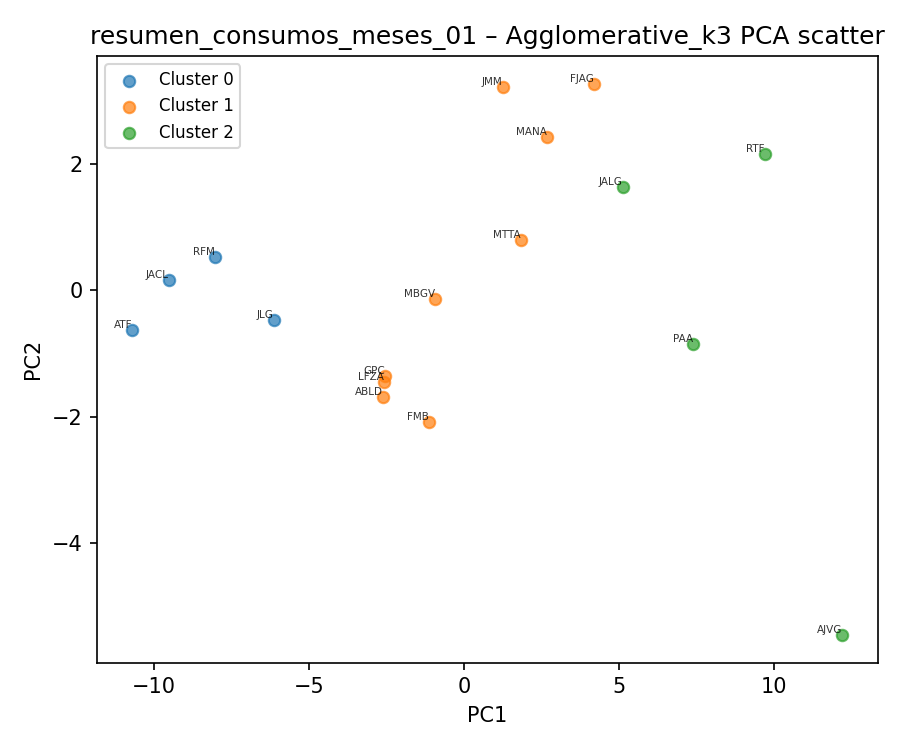 resumen_consumos_meses_01 – Agglomerative_k3 PCA scatter
Cluster 0
Cluster 1
Cluster 2
JMM
FJAG
MANA
RTF
JALG
MTTA
RFM
JACL
MBGV
ATF
JLG
PAA
GPC
LFZA
ABLD
FMB
AJVG
2
0
−2
−4
PC2
−10
−5
0
5
10
PC1